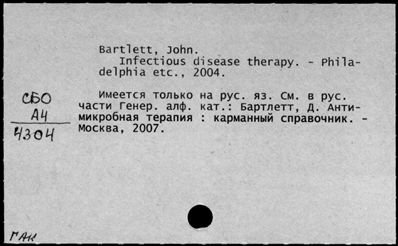 Bartlett, John.
Infectious disease therapy. - Phila-
delphia etc., 2004.
Имеется только на рус. яз. См. в рус.
части Генер. алф. кат.: Бартлетт, Д. Анти-
микробная терапия : карманный справочник. -
Москва, 2007.
СБО
А4
4304
ГАК